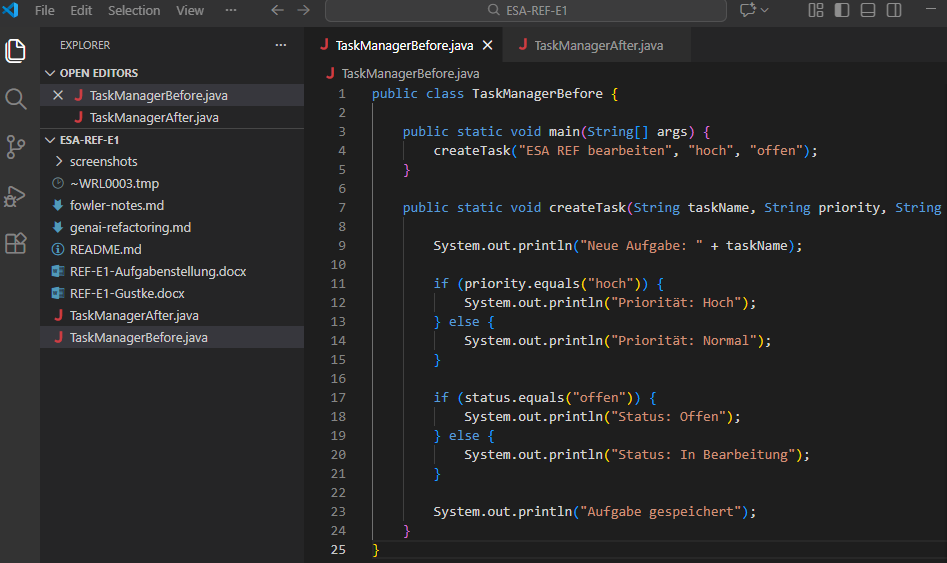 File Edit Selection View ··· ESA-REF-E1
EXPLORER ···
OPEN EDITORS
TaskManagerBefore.java
TaskManagerAfter.java
ESA-REF-E1
screenshots
~WRL0003.tmp
fowler-notes.md
genai-refactoring.md
README.md
REF-E1-Aufgabenstellung.docx
REF-E1-Gustke.docx
TaskManagerAfter.java
TaskManagerBefore.java
TaskManagerBefore.java TaskManagerAfter.java
TaskManagerBefore.java
1 public class TaskManagerBefore {
2
3     public static void main(String[] args) {
4         createTask("ESA REF bearbeiten", "hoch", "offen");
5     }
6
7     public static void createTask(String taskName, String priority, String
8
9         System.out.println("Neue Aufgabe: " + taskName);
10
11         if (priority.equals("hoch")) {
12             System.out.println("Priorität: Hoch");
13         } else {
14             System.out.println("Priorität: Normal");
15         }
16
17         if (status.equals("offen")) {
18             System.out.println("Status: Offen");
19         } else {
20             System.out.println("Status: In Bearbeitung");
21         }
22
23         System.out.println("Aufgabe gespeichert");
24     }
25 }